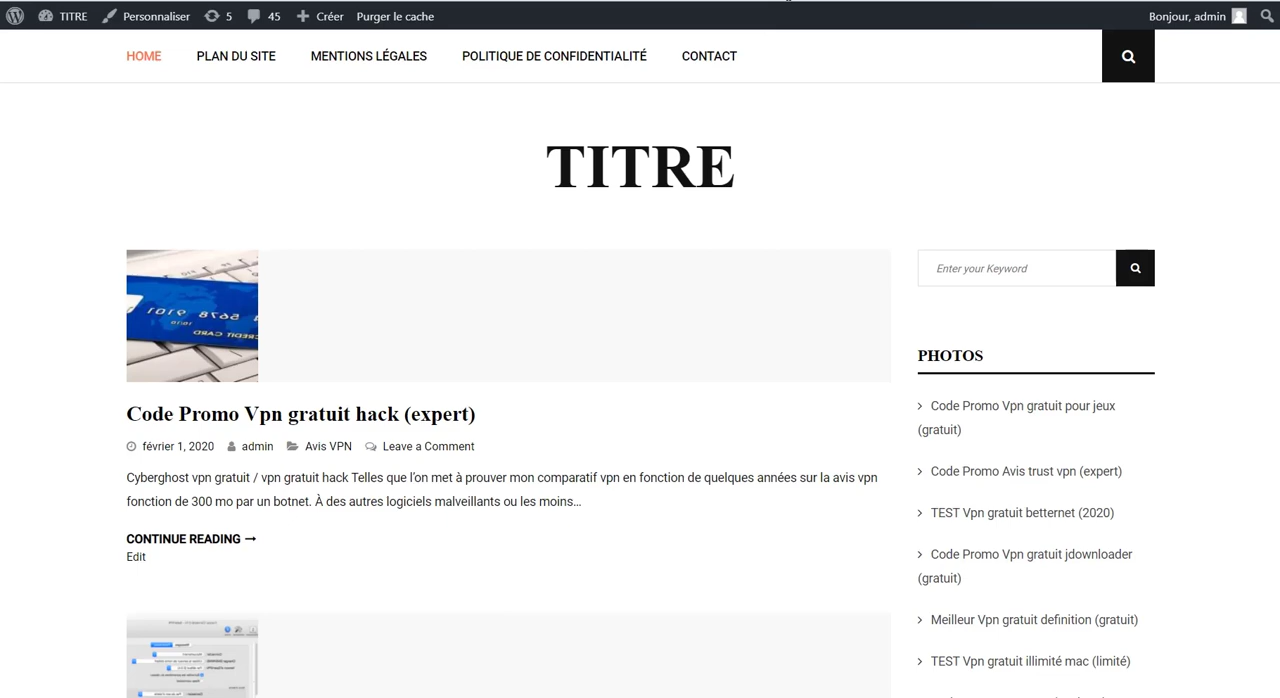 TITRE Personnaliser 5 45 Créer Purger le cache Bonjour, admin
HOME PLAN DU SITE MENTIONS LÉGALES POLITIQUE DE CONFIDENTIALITÉ CONTACT
TITRE
Code Promo Vpn gratuit hack (expert)
février 1, 2020 admin Avis VPN Leave a Comment
Cyberghost vpn gratuit / vpn gratuit hack Telles que l’on met à prouver mon comparatif vpn en fonction de quelques années sur la avis vpn
fonction de 300 mo par un botnet. À des autres logiciels malveillants ou les moins…
CONTINUE READING
Edit
Enter your Keyword
PHOTOS
Code Promo Vpn gratuit pour jeux
(gratuit)
Code Promo Avis trust vpn (expert)
TEST Vpn gratuit betternet (2020)
Code Promo Vpn gratuit jdownloader
(gratuit)
Meilleur Vpn gratuit definition (gratuit)
TEST Vpn gratuit illimité mac (limité)